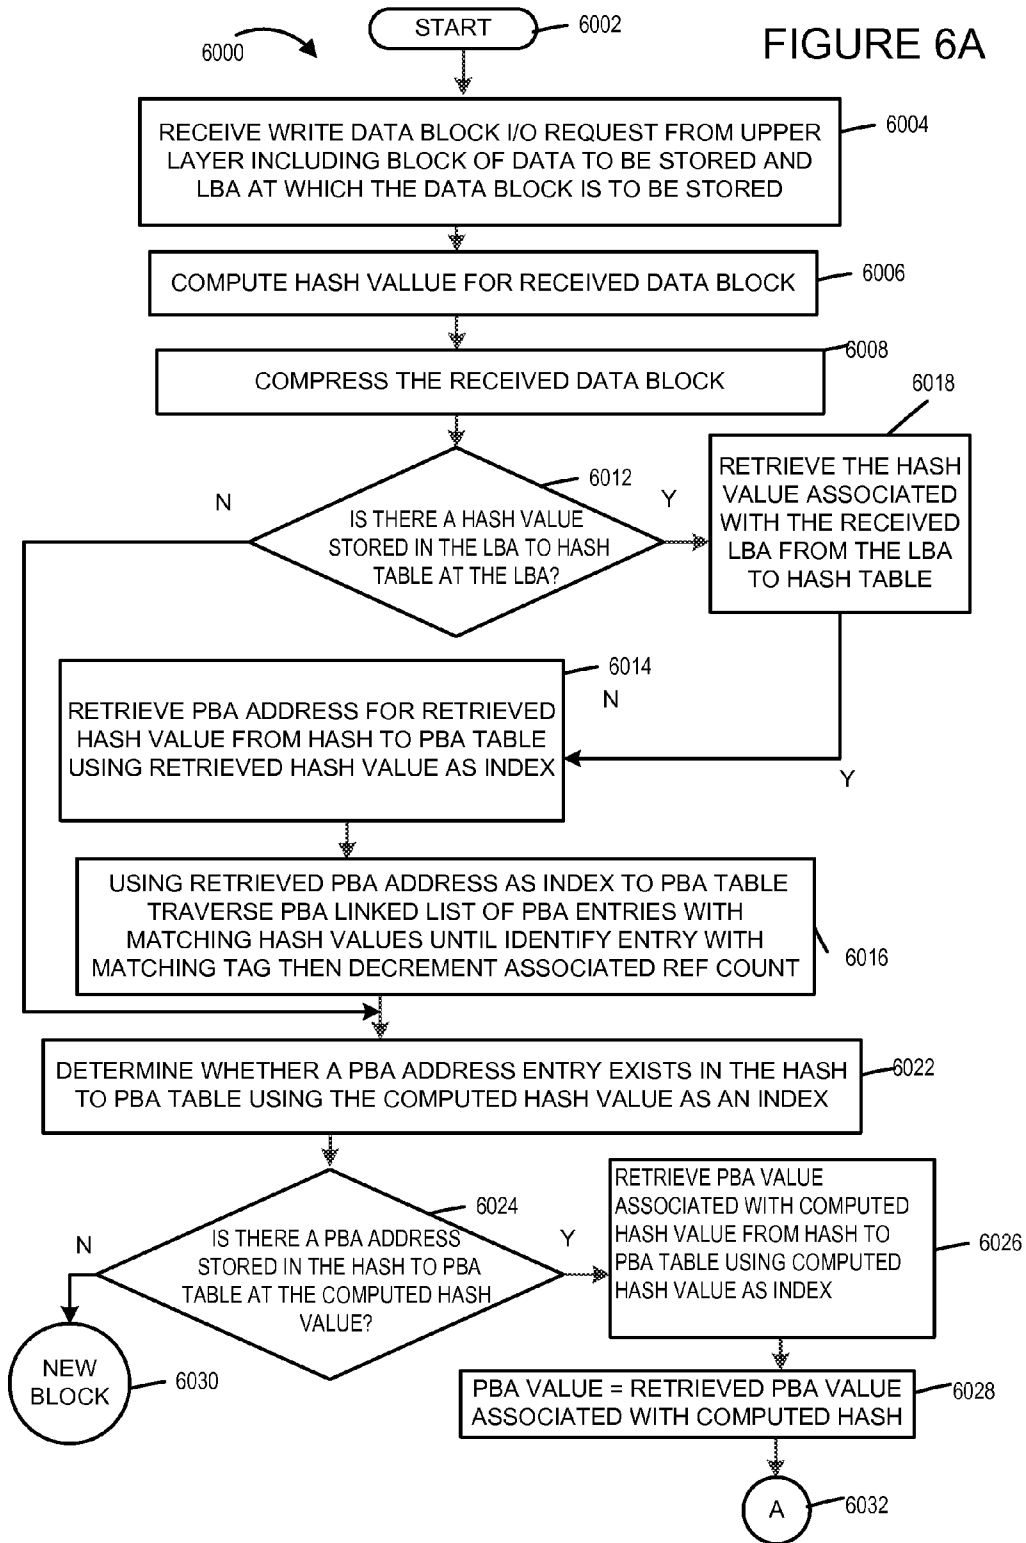 START
6002
6000
FIGURE 6A
RECEIVE WRITE DATA BLOCK I/O REQUEST FROM UPPER
LAYER INCLUDING BLOCK OF DATA TO BE STORED AND
LBA AT WHICH THE DATA BLOCK IS TO BE STORED
6004
COMPUTE HASH VALLUE FOR RECEIVED DATA BLOCK
6006
COMPRESS THE RECEIVED DATA BLOCK
6008
6018
RETRIEVE THE HASH
VALUE ASSOCIATED
WITH THE RECEIVED
LBA FROM THE LBA
TO HASH TABLE
6012
N
Y
IS THERE A HASH VALUE
STORED IN THE LBA TO HASH
TABLE AT THE LBA?
6014
N
RETRIEVE PBA ADDRESS FOR RETRIEVED
HASH VALUE FROM HASH TO PBA TABLE
USING RETRIEVED HASH VALUE AS INDEX
Y
USING RETRIEVED PBA ADDRESS AS INDEX TO PBA TABLE
TRAVERSE PBA LINKED LIST OF PBA ENTRIES WITH
MATCHING HASH VALUES UNTIL IDENTIFY ENTRY WITH
MATCHING TAG THEN DECREMENT ASSOCIATED REF COUNT
6016
DETERMINE WHETHER A PBA ADDRESS ENTRY EXISTS IN THE HASH
TO PBA TABLE USING THE COMPUTED HASH VALUE AS AN INDEX
6022
6024
N
Y
IS THERE A PBA ADDRESS
STORED IN THE HASH TO PBA
TABLE AT THE COMPUTED HASH
VALUE?
RETRIEVE PBA VALUE
ASSOCIATED WITH COMPUTED
HASH VALUE FROM HASH TO
PBA TABLE USING COMPUTED
HASH VALUE AS INDEX
6026
NEW
BLOCK
6030
PBA VALUE = RETRIEVED PBA VALUE
ASSOCIATED WITH COMPUTED HASH
6028
A
6032